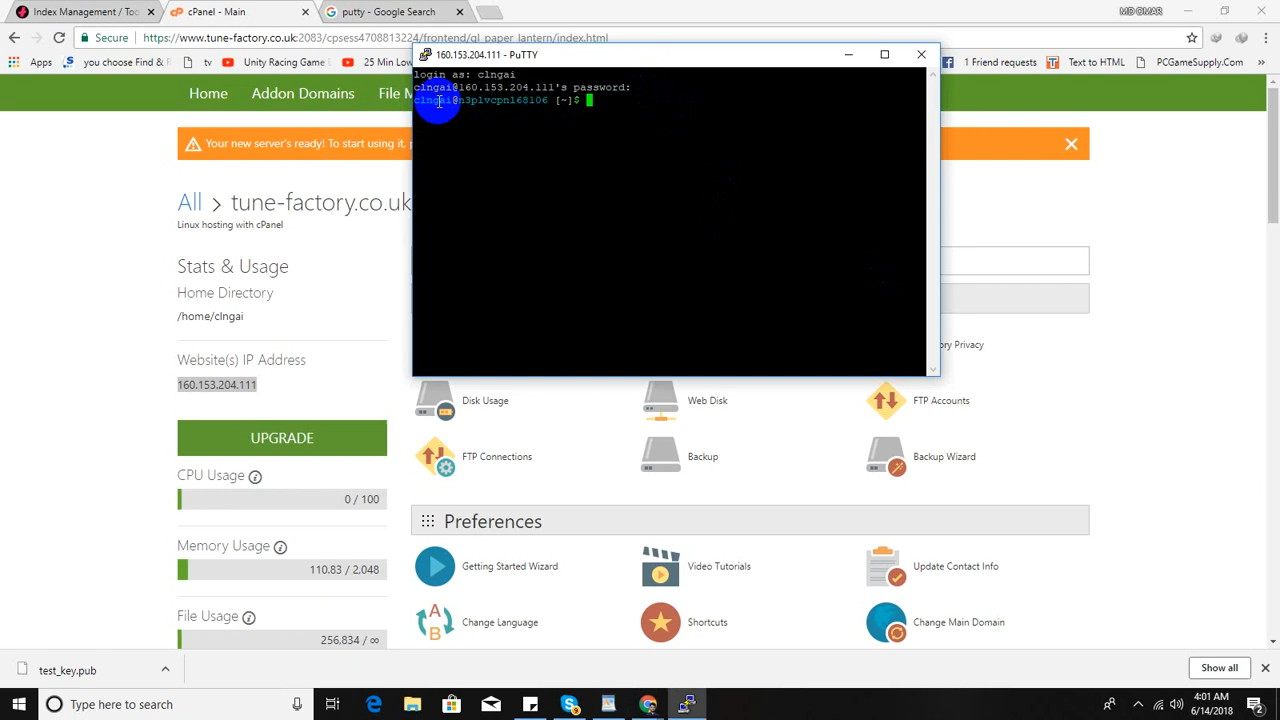 Index Management / Too
cPanel - Main
putty - Google Search
MD OMAR
Secure
https://www.tune-factory.co.uk:2083/cpsess4708813224/frontend/gl_paper_lantern/index.html
Apps
you choose Find & F
tv
Unity Racing Game
25 Min Low
1 Friend requests
Text to HTML
PCGameSupply.Com
160.153.204.111 - PuTTY
login as: clngai
clngai@160.153.204.111's password:
clngai@n3plvcpnl68106 [~]$
Home
Addon Domains
File M
Your new server's ready! To start using it, p
All > tune-factory.co.uk
Linux hosting with cPanel
Stats & Usage
Home Directory
/home/clngai
Website(s) IP Address
160.153.204.111
UPGRADE
CPU Usage
0 / 100
Memory Usage
110.83 / 2,048
File Usage
256,834 / ∞
ory Privacy
Disk Usage
Web Disk
FTP Accounts
FTP Connections
Backup
Backup Wizard
Preferences
Getting Started Wizard
Video Tutorials
Update Contact Info
Change Language
Shortcuts
Change Main Domain
test_key.pub
Show all
Type here to search
4:01 AM
6/14/2018